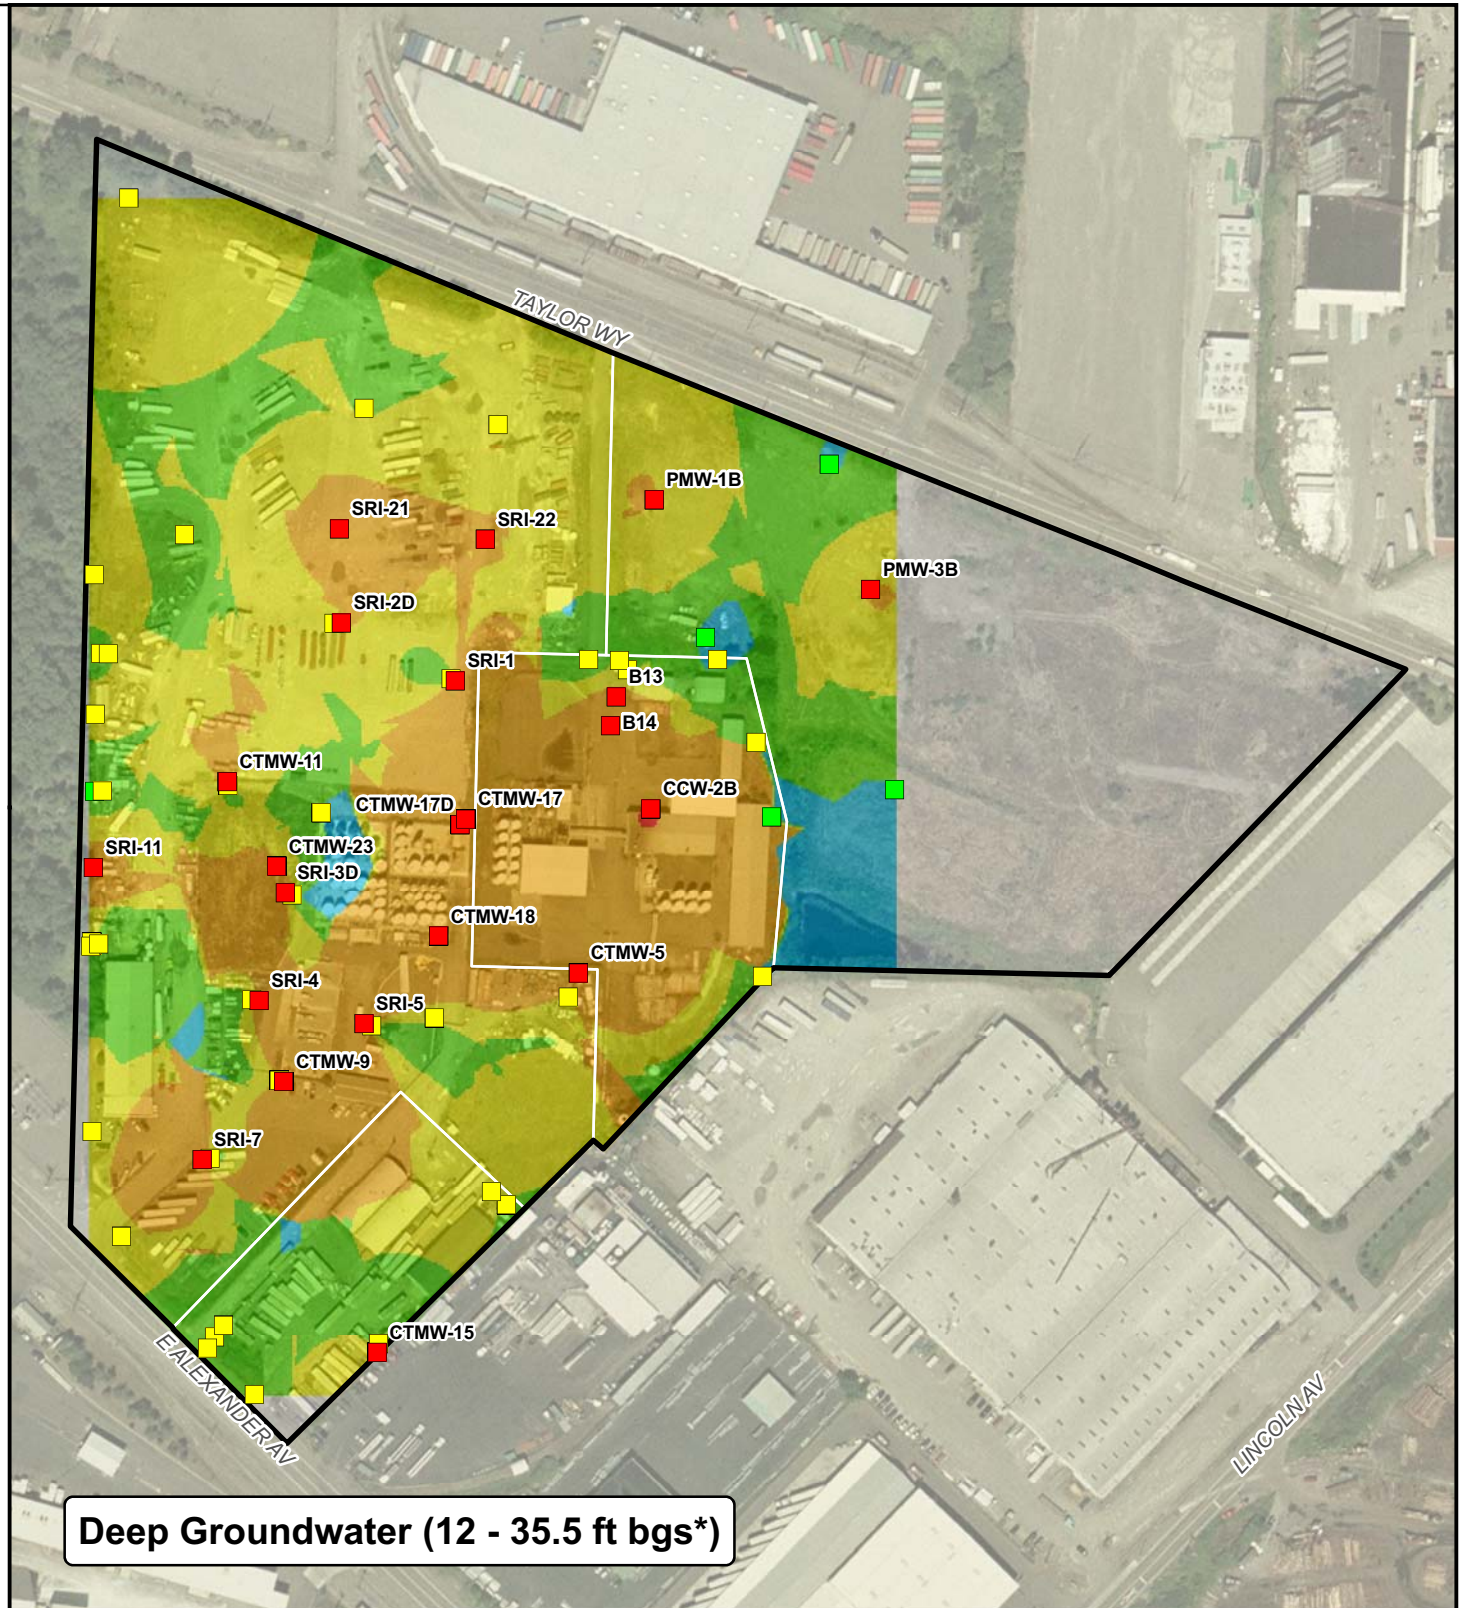 TAYLOR WY
PMW-1B
SRI-21
SRI-22
PMW-3B
SRI-2D
SRI-1
B13
B14
CTMW-11
CCW-2B
CTMW-17D
CTMW-17
SRI-11
CTMW-23
SRI-3D
CTMW-18
CTMW-5
SRI-4
SRI-5
CTMW-9
SRI-7
CTMW-15
E ALEXANDER AV
LINCOLN AV
Deep Groundwater (12 - 35.5 ft bgs*)